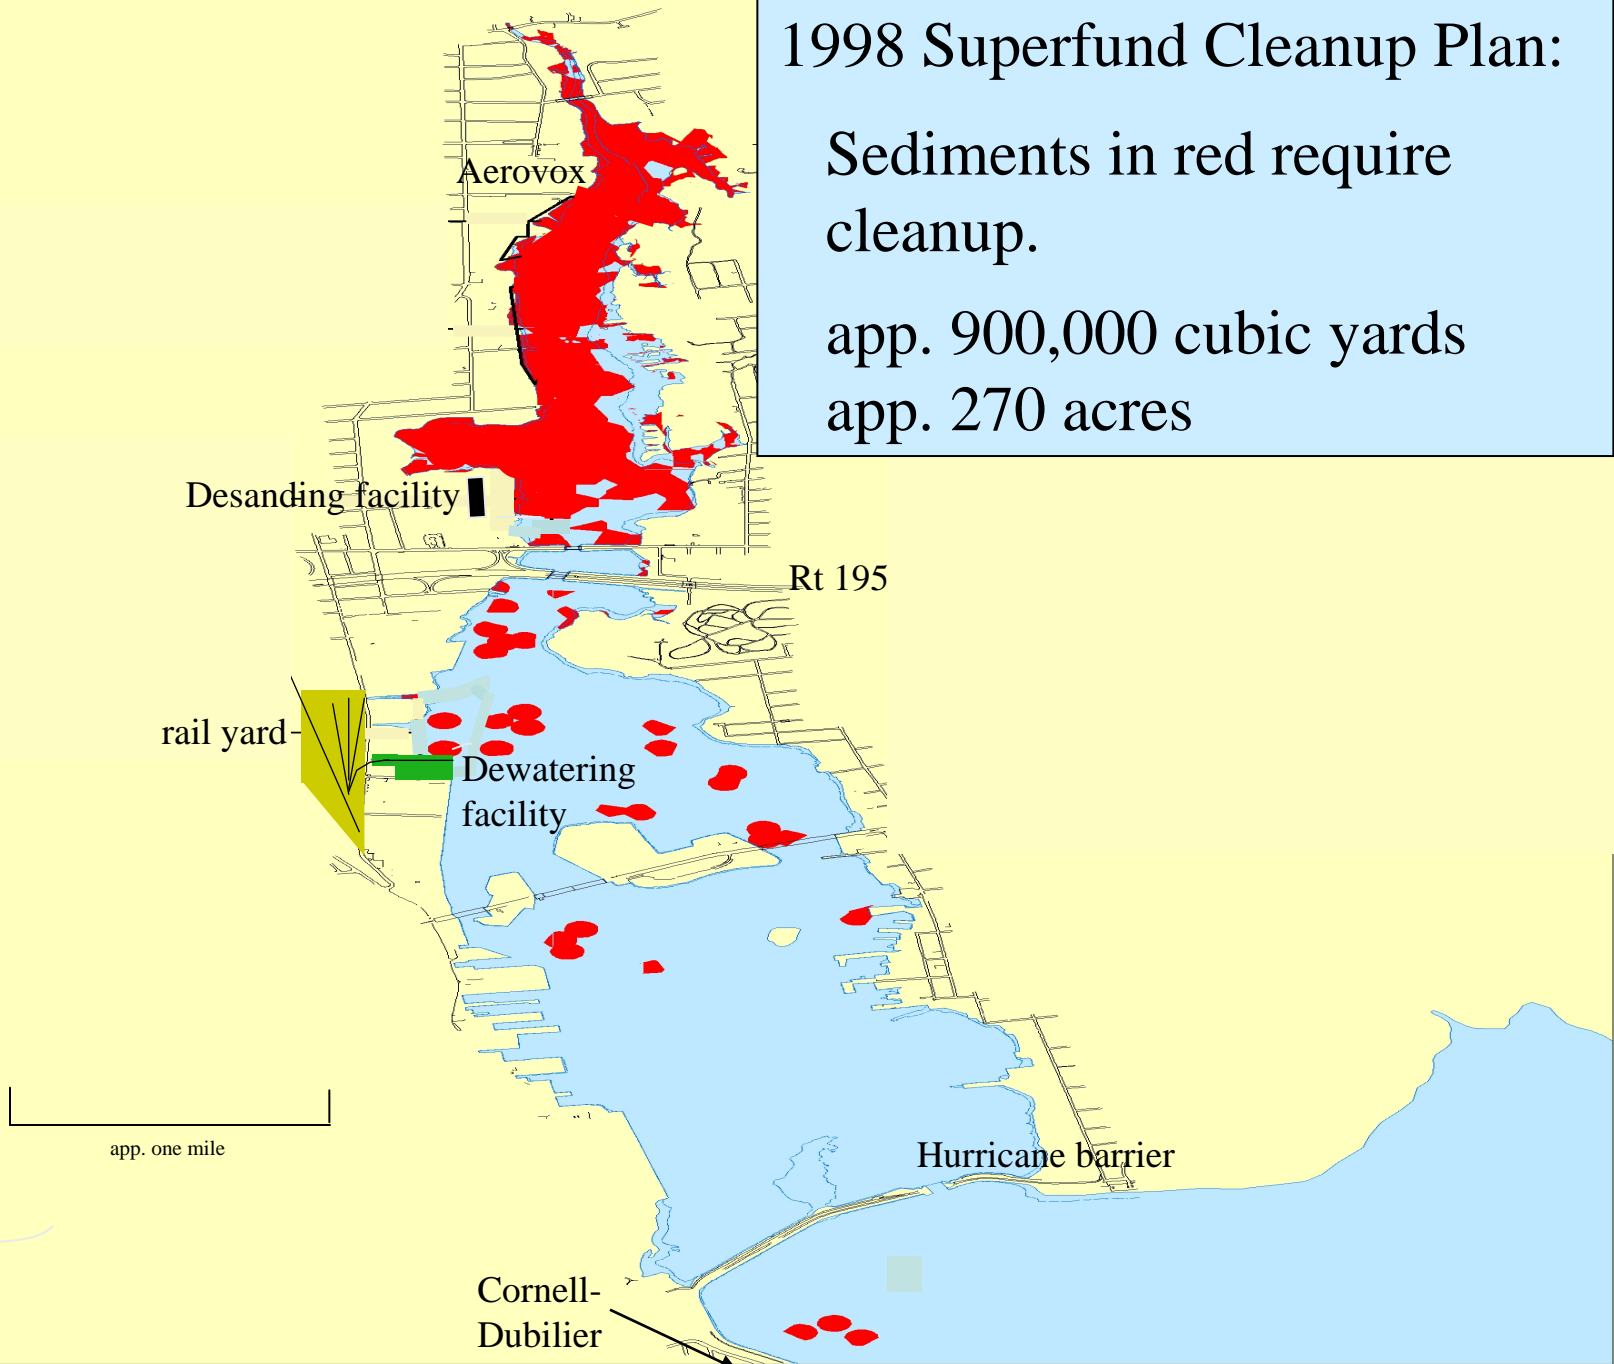 1998 Superfund Cleanup Plan:
Sediments in red require
cleanup.
app. 900,000 cubic yards
app. 270 acres
Aerovox
Desanding facility
Rt 195
rail yard
Dewatering
facility
app. one mile
Hurricane barrier
Cornell-
Dubilier